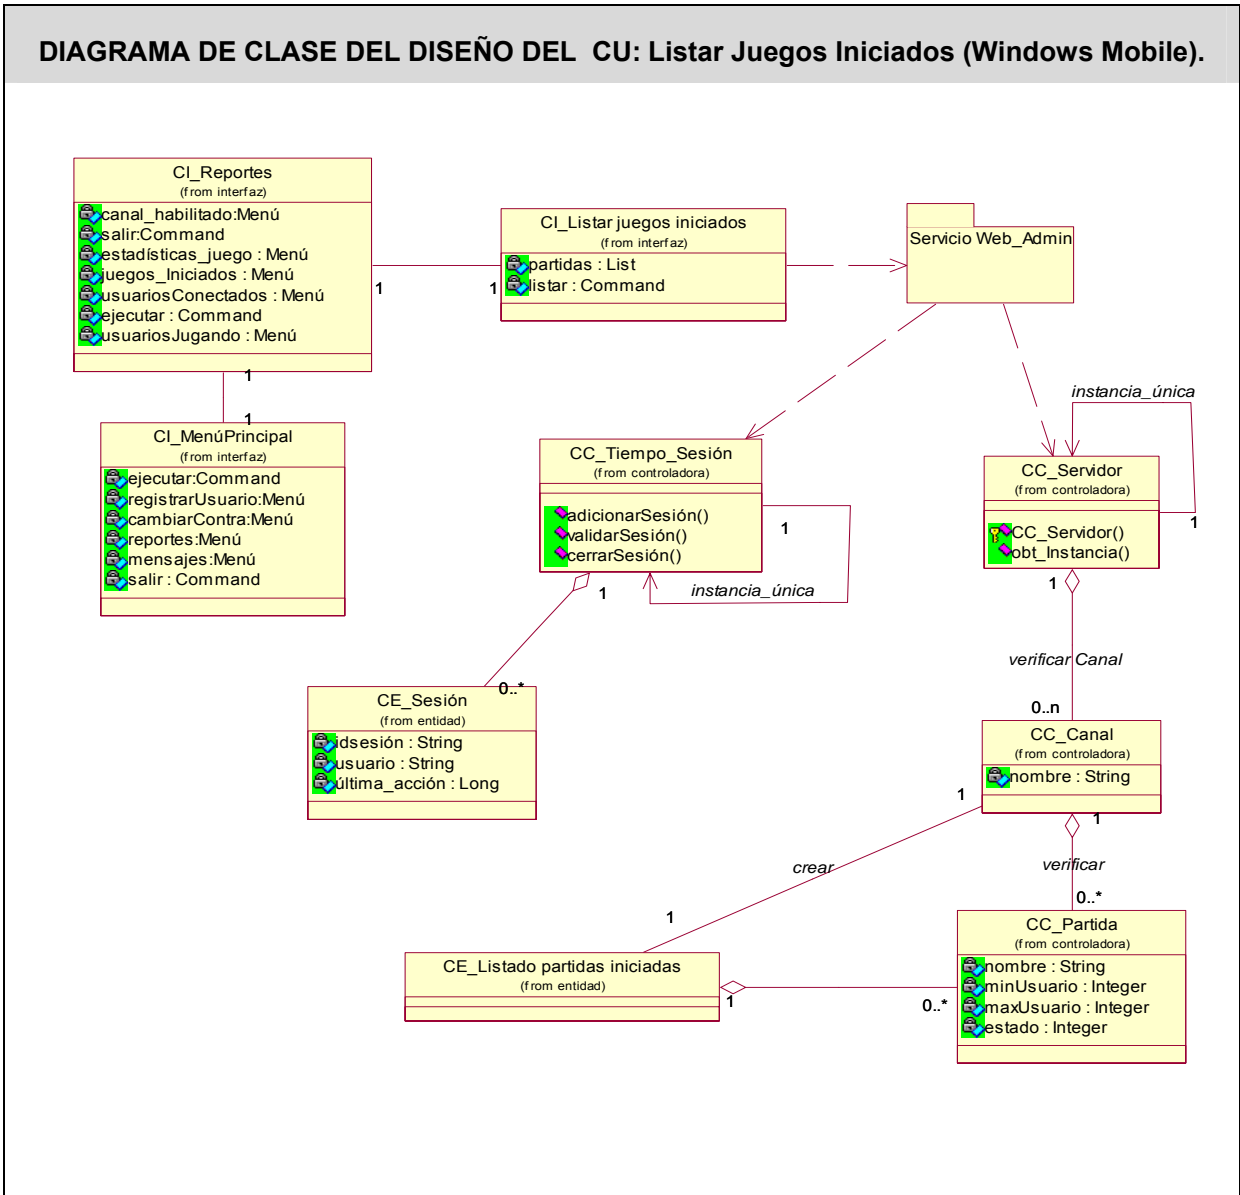 DIAGRAMA DE CLASE DEL DISEÑO DEL CU: Listar Juegos Iniciados (Windows Mobile).
CI_Reportes
(from interfaz)
canal_habilitado:Menú
salir:Command
estadísticas_juego : Menú
juegos_Iniciados : Menú
usuariosConectados : Menú
ejecutar : Command
usuariosJugando : Menú
1
1
CI_Listar juegos iniciados
(from interfaz)
partidas : List
listar : Command
Servicio Web_Admin
1
1
CI_MenúPrincipal
(from interfaz)
ejecutar:Command
registrarUsuario:Menú
cambiarContra:Menú
reportes:Menú
mensajes:Menú
salir : Command
CC_Tiempo_Sesión
(from controladora)
adicionarSesión()
validarSesión()
cerrarSesión()
1
instancia_única
1
instancia_única
CC_Servidor
(from controladora)
CC_Servidor()
obt_Instancia()
1
1
verificar Canal
0..n
0..*
CE_Sesión
(from entidad)
idsesión : String
usuario : String
última_acción : Long
CC_Canal
(from controladora)
nombre : String
1
1
crear
verificar
1
0..*
CE_Listado partidas iniciadas
(from entidad)
1
0..*
CC_Partida
(from controladora)
nombre : String
minUsuario : Integer
maxUsuario : Integer
estado : Integer